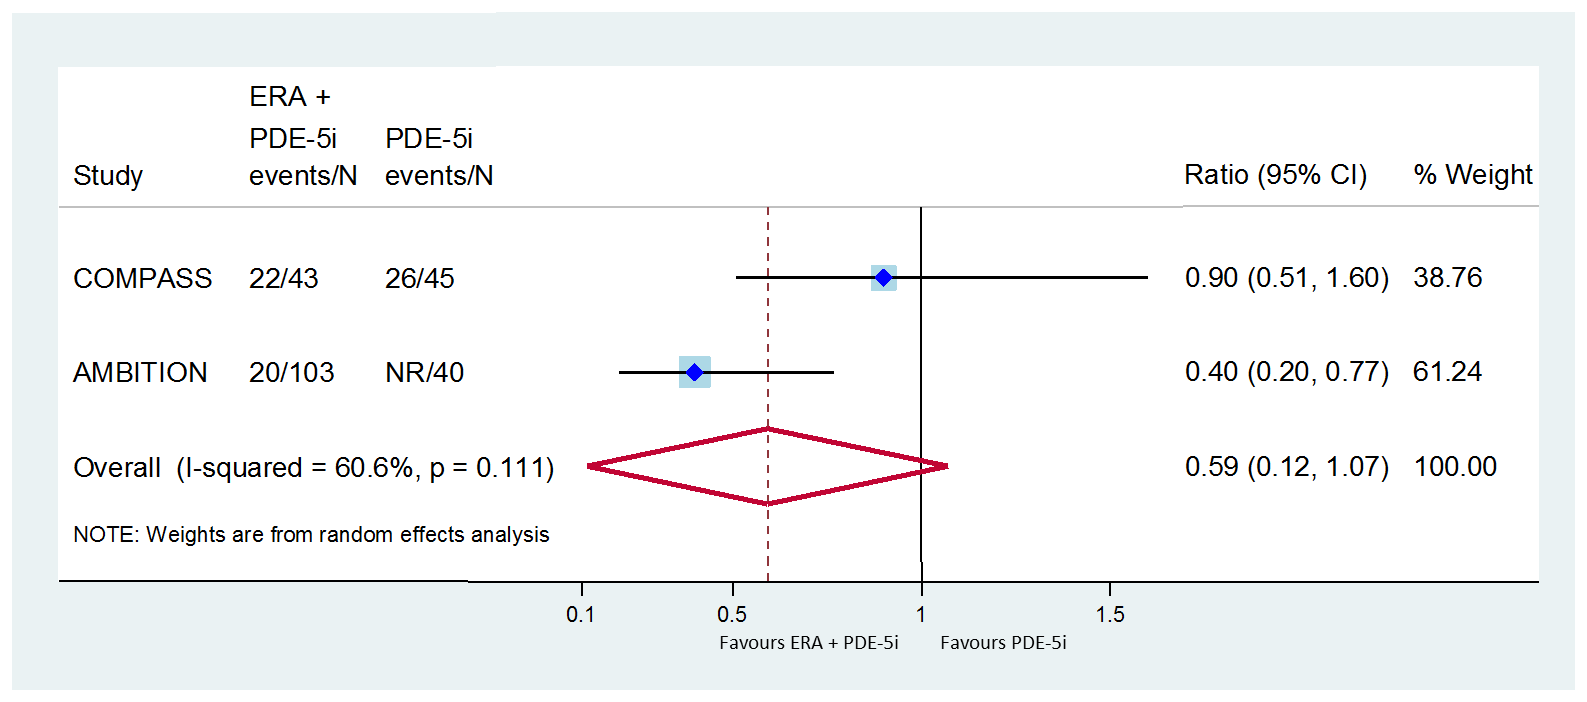 ERA +
PDE-5i PDE-5i
Study events/N events/N Ratio (95% CI) % Weight
COMPASS 22/43 26/45 0.90 (0.51, 1.60) 38.76
AMBITION 20/103 NR/40 0.40 (0.20, 0.77) 61.24
Overall (I-squared = 60.6%, p = 0.111) 0.59 (0.12, 1.07) 100.00
NOTE: Weights are from random effects analysis
0.1 0.5 1 1.5
Favours ERA + PDE-5i Favours PDE-5i